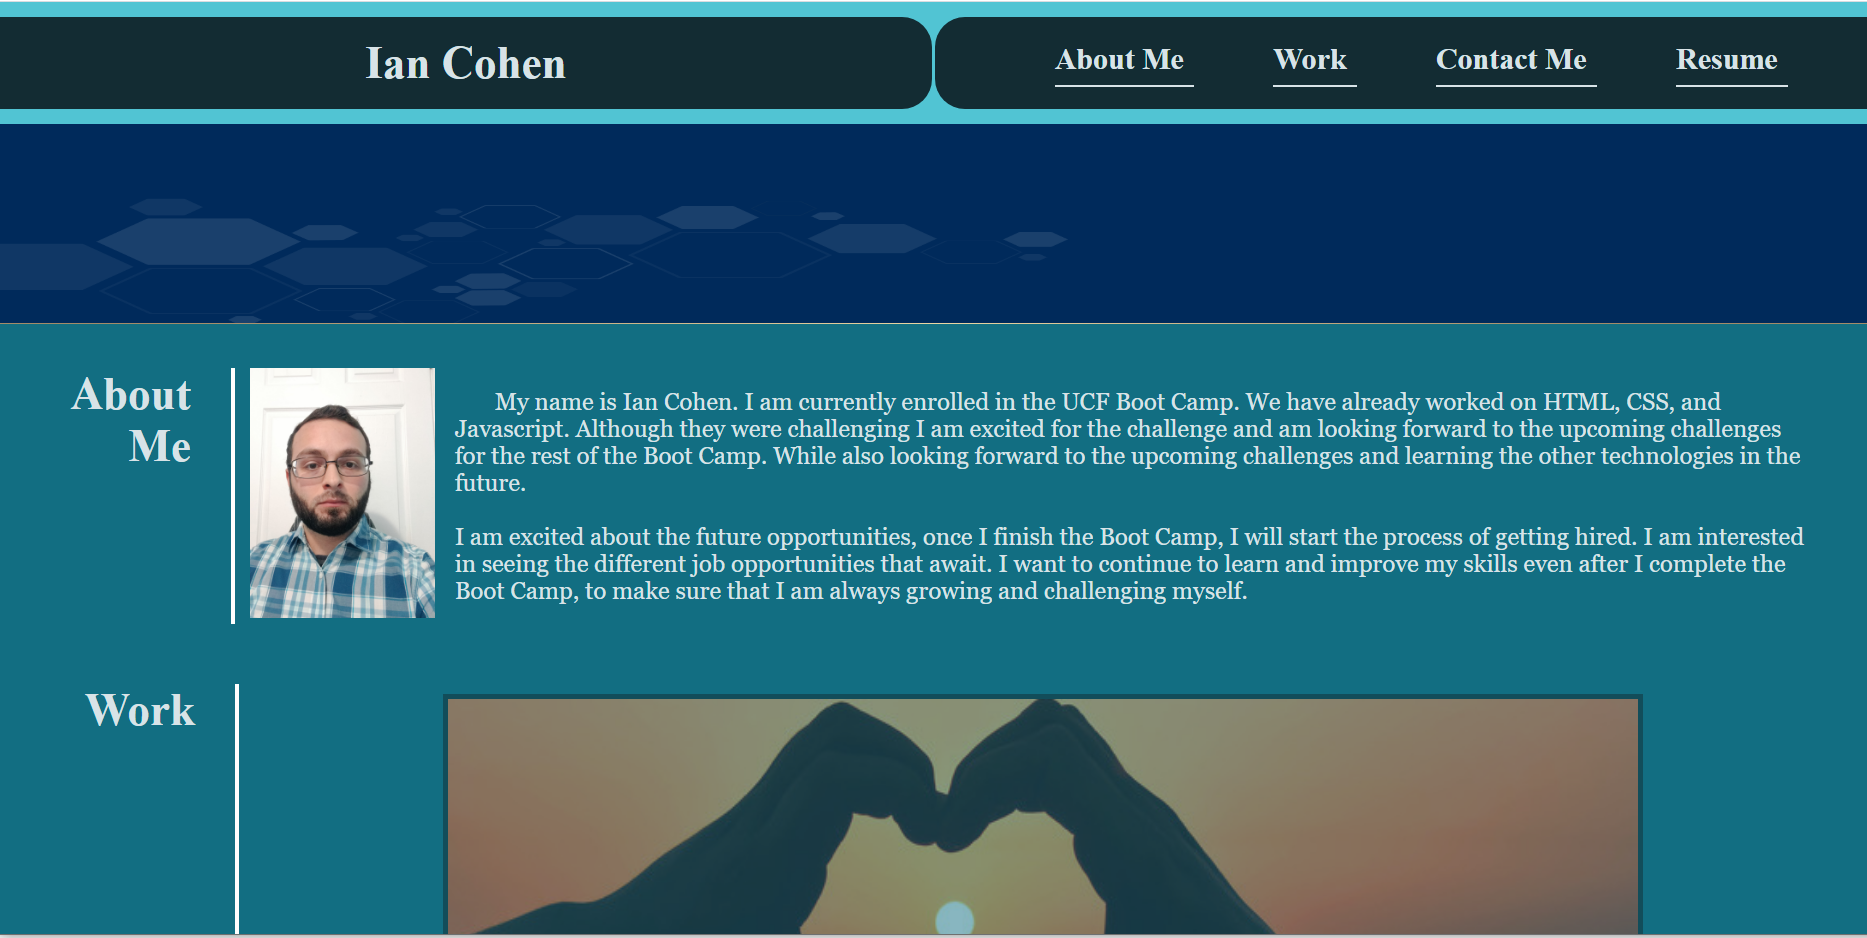 Ian Cohen
About Me Work Contact Me Resume
About
Me
My name is Ian Cohen. I am currently enrolled in the UCF Boot Camp. We have already worked on HTML, CSS, and
Javascript. Although they were challenging I am excited for the challenge and am looking forward to the upcoming challenges
for the rest of the Boot Camp. While also looking forward to the upcoming challenges and learning the other technologies in the
future.
I am excited about the future opportunities, once I finish the Boot Camp, I will start the process of getting hired. I am interested
in seeing the different job opportunities that await. I want to continue to learn and improve my skills even after I complete the
Boot Camp, to make sure that I am always growing and challenging myself.
Work